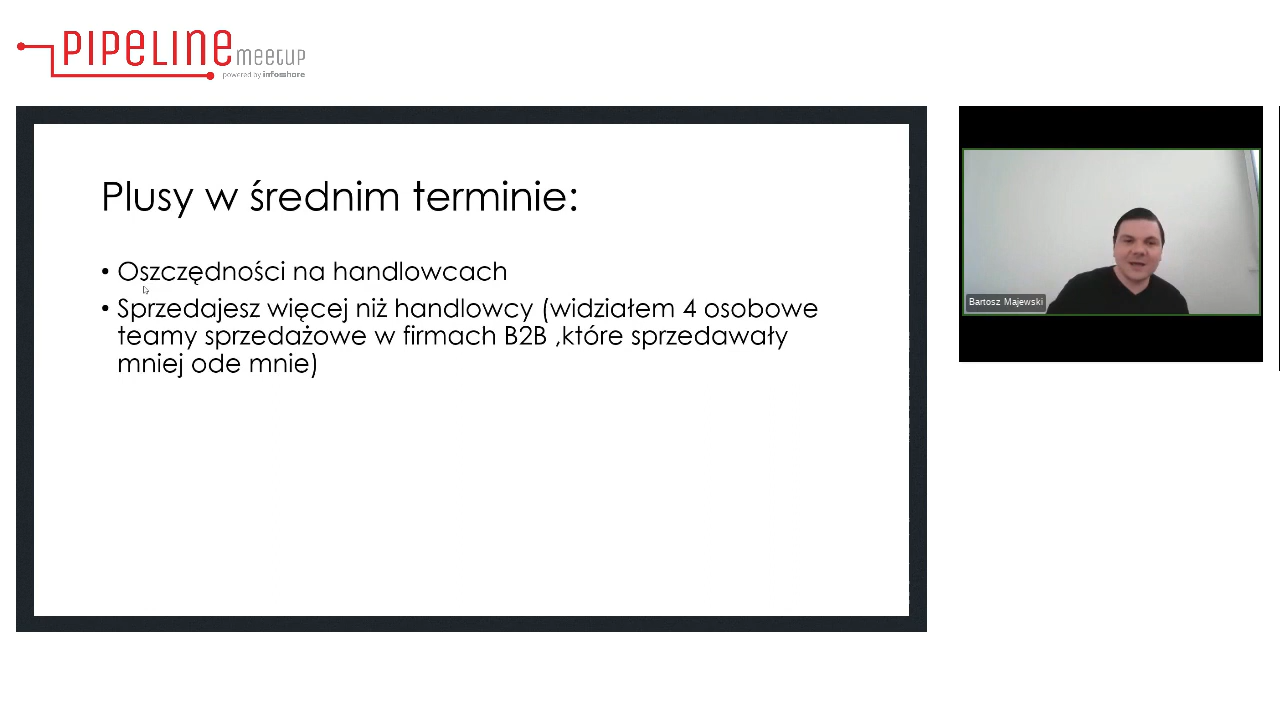 PIPELINE meetup
powered by infoshare
Plusy w średnim terminie:
• Oszczędności na handlowcach
• Sprzedajesz więcej niż handlowcy (widziałem 4 osobowe
teamy sprzedażowe w firmach B2B ,które sprzedawały
mniej ode mnie)
Bartosz Majewski